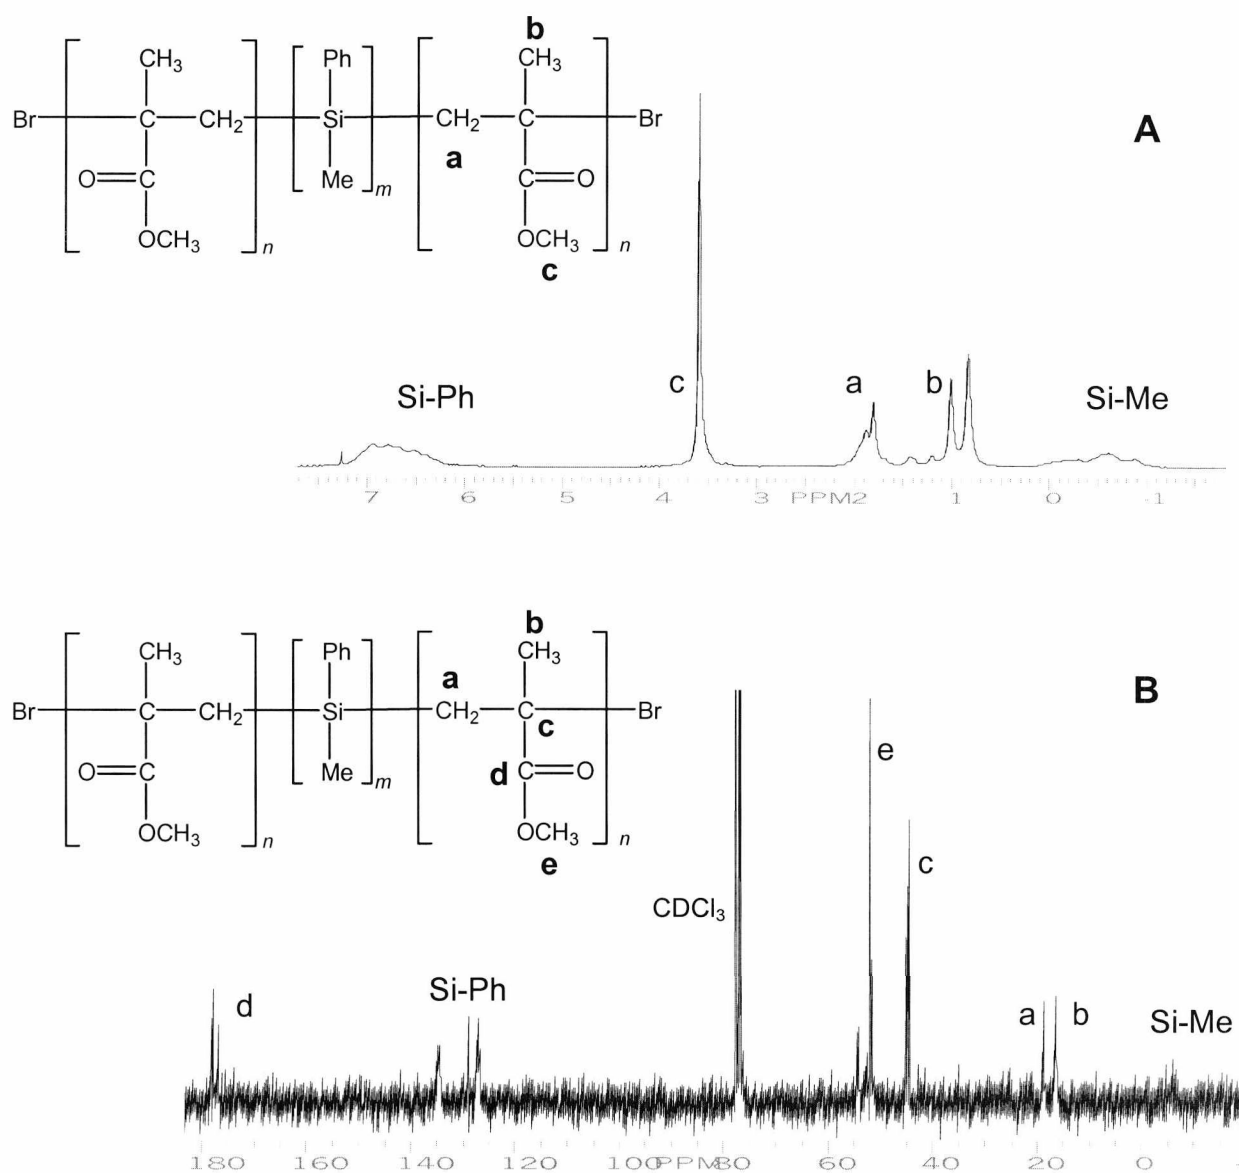 b
CH3 Ph CH3
Br C CH2 Si CH2 C Br
a
O C Me m C O
OCH3 n OCH3 n
c
A
Si-Ph
c
a
b
Si-Me
7 6 5 4 3 PPM2 1 0 -1
b
CH3 Ph CH3
a
Br C CH2 Si CH2 C Br
c
O C Me m d C O
OCH3 n OCH3 n
e
B
e
c
CDCl3
Si-Ph
d
a
b
Si-Me
180 160 140 120 100 PPM 80 60 40 20 0